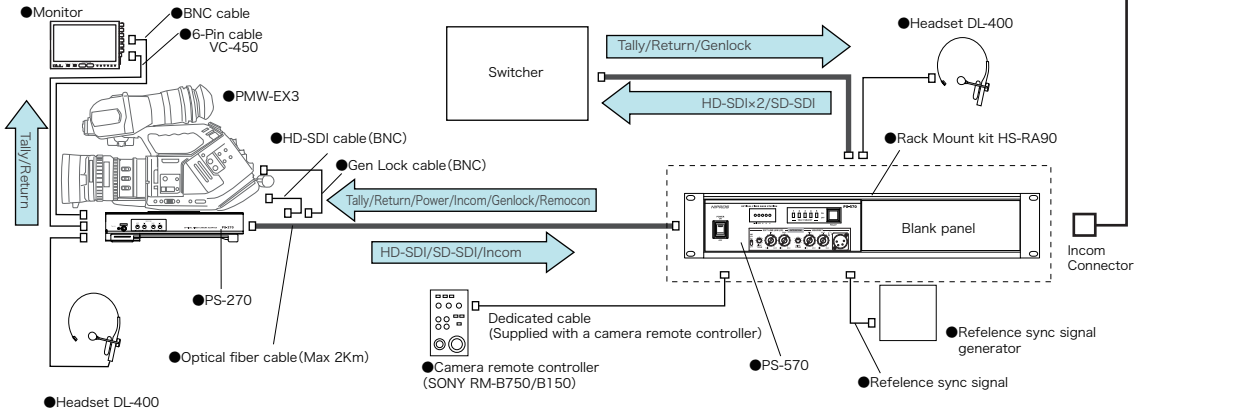 ●Monitor
●BNC cable
●6-Pin cable
VC-450
●PMW-EX3
●HD-SDI cable(BNC)
●Gen Lock cable(BNC)
Tally/Return
Switcher
Tally/Return/Genlock
HD-SDI×2/SD-SDI
●Headset DL-400
●Rack Mount kit HS-RA90
Tally/Return/Power/Incom/Genlock/Remocon
HD-SDI/SD-SDI/Incom
Blank panel
Incom
Connector
●PS-270
●Optical fiber cable(Max 2Km)
●Headset DL-400
Dedicated cable
(Supplied with a camera remote controller)
●Camera remote controller
(SONY RM-B750/B150)
●PS-570
●Refelence sync signal
generator
●Refelence sync signal